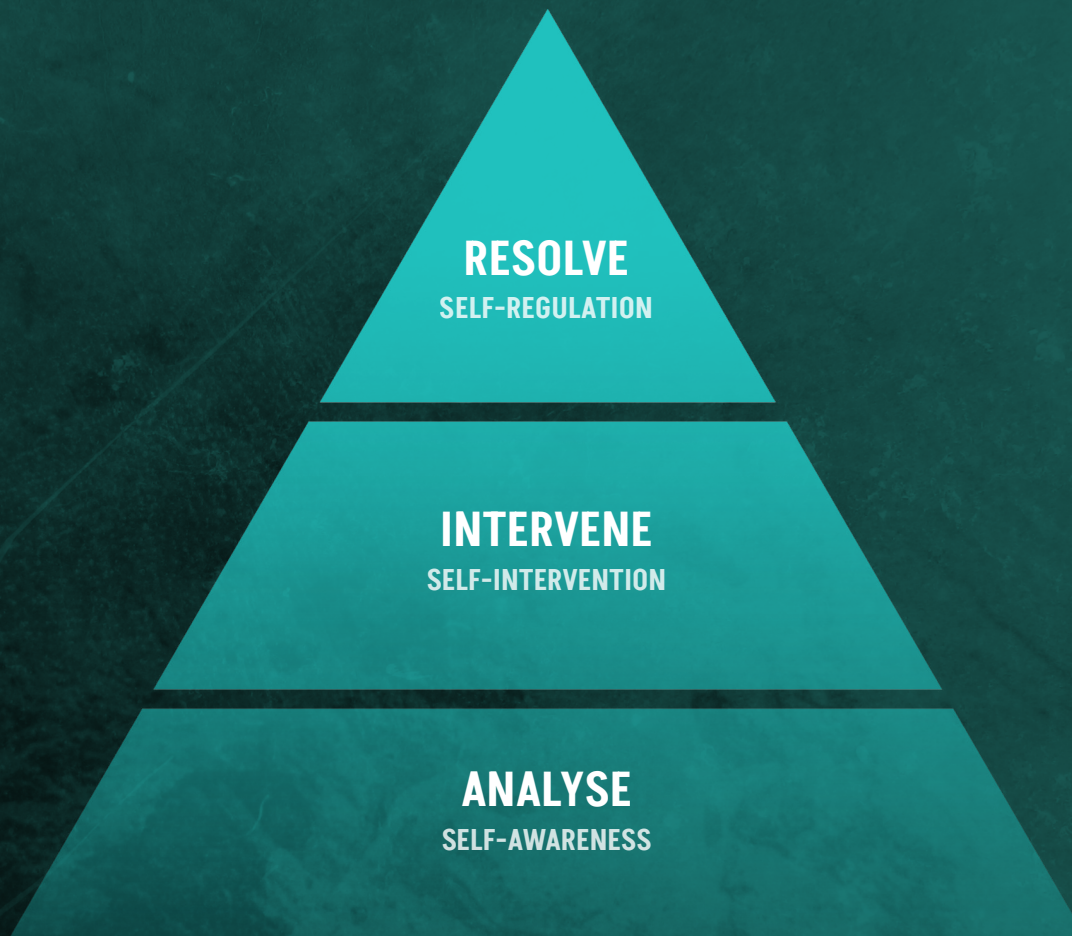 RESOLVE
SELF-REGULATION
INTERVENE
SELF-INTERVENTION
ANALYSE
SELF-AWARENESS